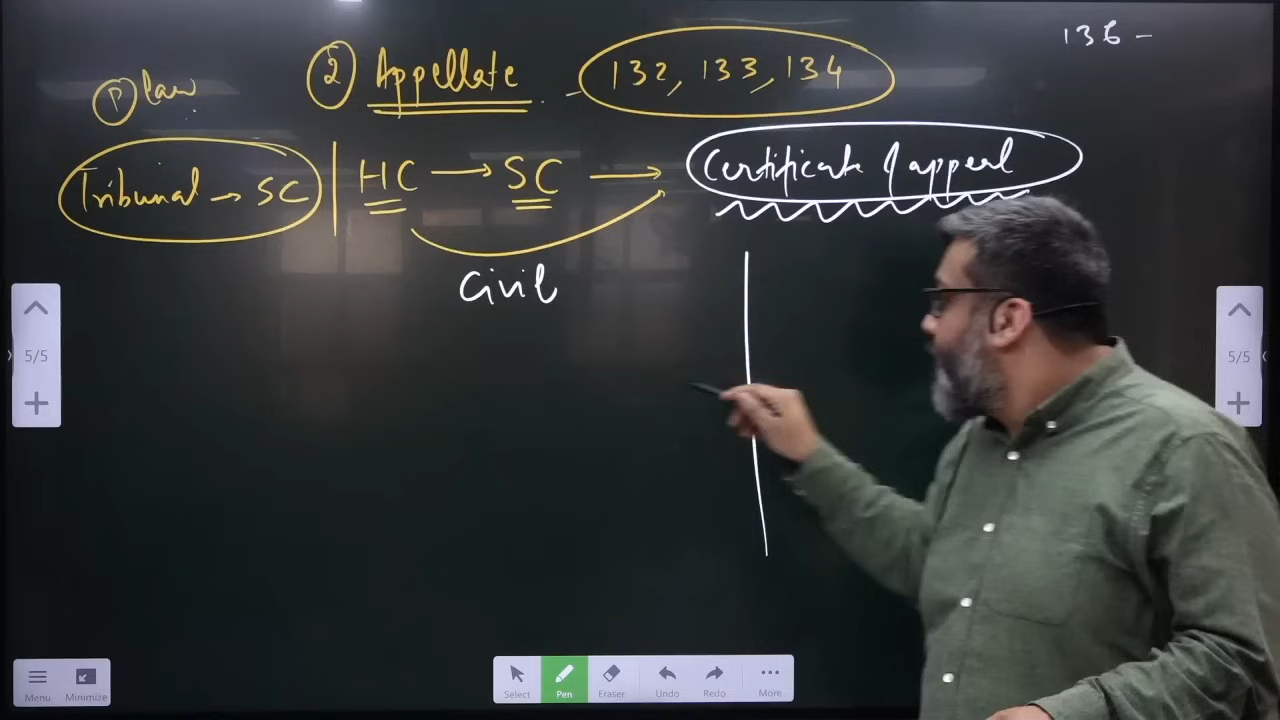 136 -
② Appellate - 132, 133, 134
Ⓟ law
Tribunal → SC | HC → SC → Certificate of appeal
Civil
5/5
5/5
Menu Minimize
Select Pen Eraser Undo Redo More